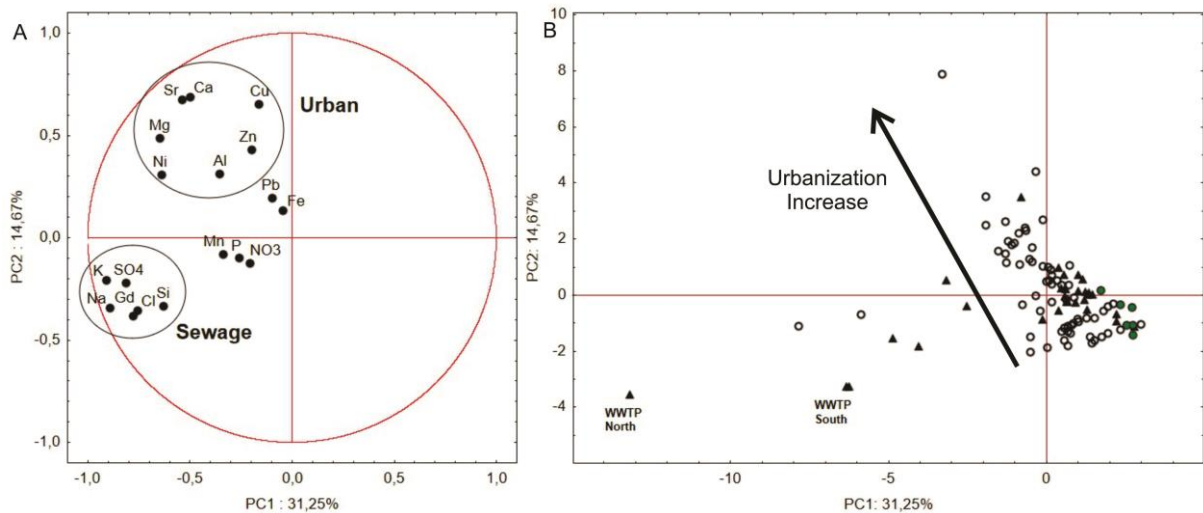 A
1,0
0,5
0,0
-0,5
-1,0
PC2 : 14,67%
Sr
Ca
Cu
Urban
Mg
Zn
Ni
Al
Pb
Fe
Mn
P
NO3
K
SO4
Na
Gd
Cl
Si
Sewage
-1,0
-0,5
0,0
0,5
1,0
PC1 : 31,25%
B
10
8
6
4
2
0
-2
-4
PC2: 14,67%
Urbanization
Increase
WWTP
North
WWTP
South
-10
-5
0
PC1: 31,25%